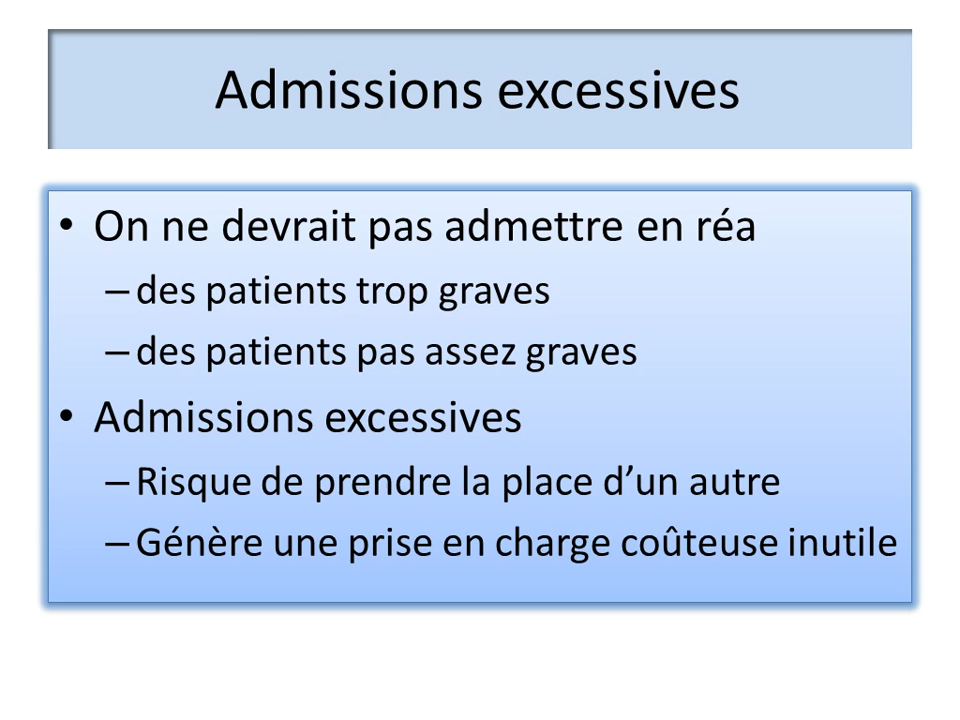 Admissions excessives
• On ne devrait pas admettre en réa
– des patients trop graves
– des patients pas assez graves
• Admissions excessives
– Risque de prendre la place d’un autre
– Génère une prise en charge coûteuse inutile